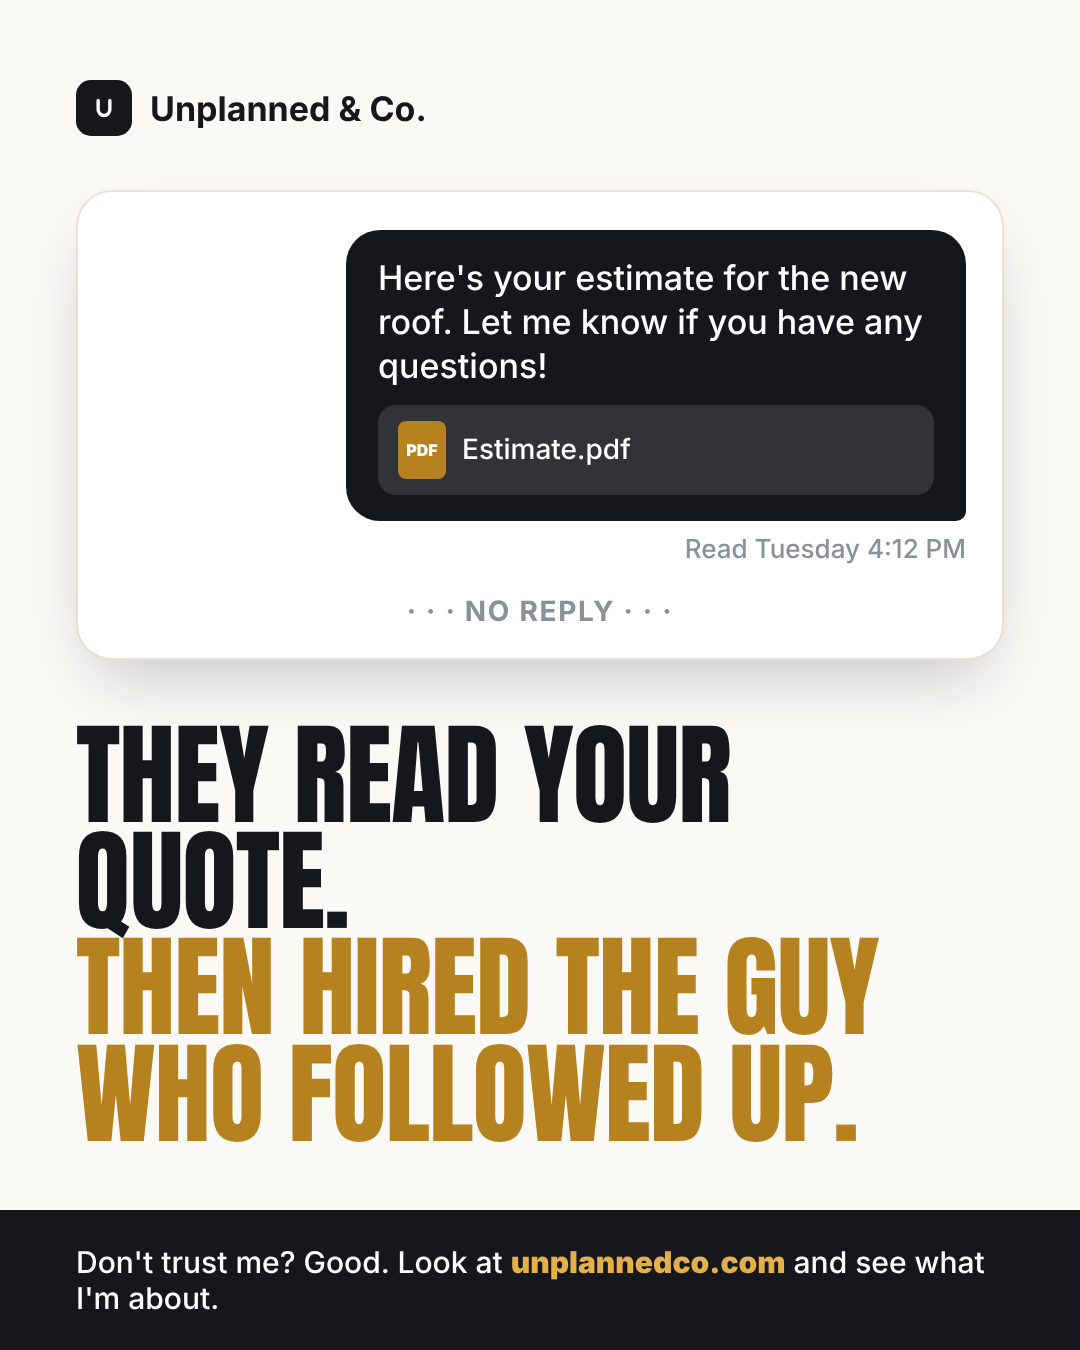 U
Unplanned & Co.
Here's your estimate for the new
roof. Let me know if you have any
questions!
PDF
Estimate.pdf
Read Tuesday 4:12 PM
· · · NO REPLY · · ·
THEY READ YOUR
QUOTE.
THEN HIRED THE GUY
WHO FOLLOWED UP.
Don't trust me? Good. Look at unplannedco.com and see what
I'm about.